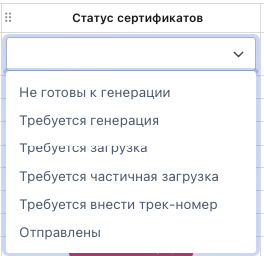 Статус сертификатов
Не готовы к генерации
Требуется генерация
Требуется загрузка
Требуется частичная загрузка
Требуется внести трек-номер
Отправлены